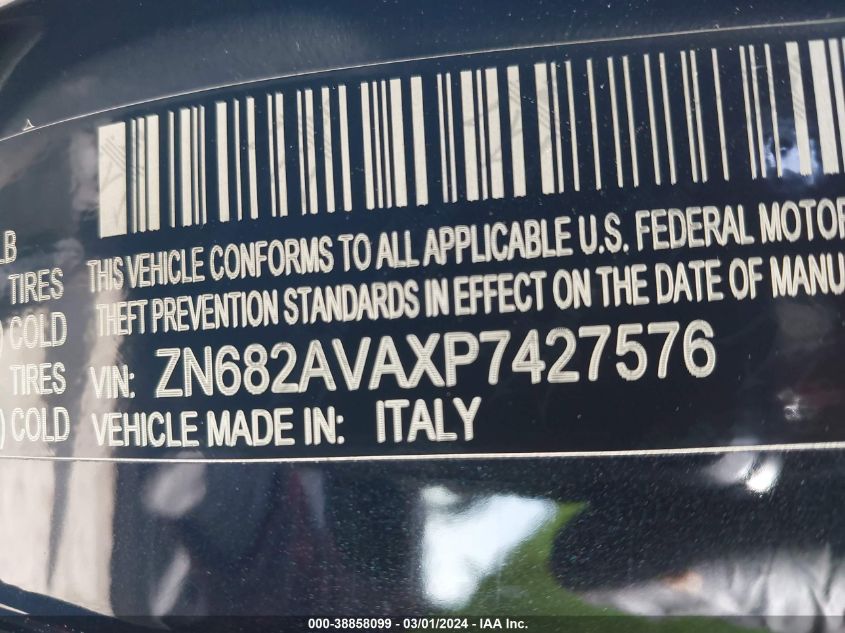 LB
THIS VEHICLE CONFORMS TO ALL APPLICABLE U.S. FEDERAL MOTOR
TIRES
THEFT PREVENTION STANDARDS IN EFFECT ON THE DATE OF MANU
) COLD
TIRES
VIN: ZN682AVAXP7427576
) COLD
VEHICLE MADE IN: ITALY
000-38858099 — 03/01/2024 — IAA Inc.